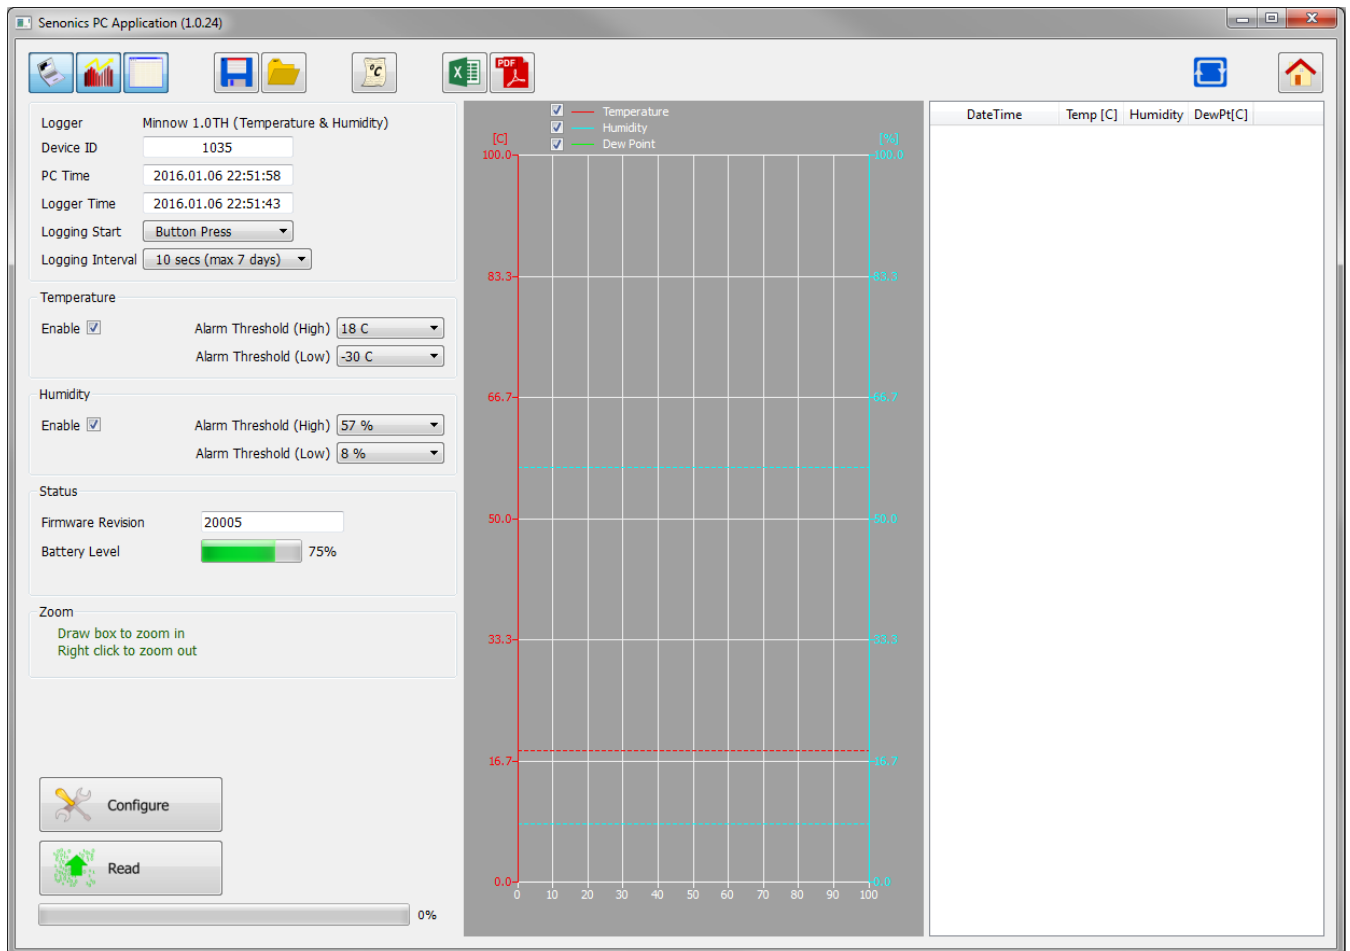 Senonics PC Application (1.0.24)
°C
X
PDF
Logger Minnow 1.0TH (Temperature & Humidity)
Device ID 1035
PC Time 2016.01.06 22:51:58
Logger Time 2016.01.06 22:51:43
Logging Start Button Press
Logging Interval 10 secs (max 7 days)
Temperature
Enable Alarm Threshold (High) 18 C
Alarm Threshold (Low) -30 C
Humidity
Enable Alarm Threshold (High) 57 %
Alarm Threshold (Low) 8 %
Status
Firmware Revision 20005
Battery Level 75%
Zoom
Draw box to zoom in
Right click to zoom out
Configure
Read
0%
Temperature
Humidity
Dew Point
[C] [%]
100.0 100.0
83.3 83.3
66.7 66.7
50.0 50.0
33.3 33.3
16.7 16.7
0.0 0.0
0 10 20 30 40 50 60 70 80 90 100
DateTime Temp [C] Humidity DewPt[C]